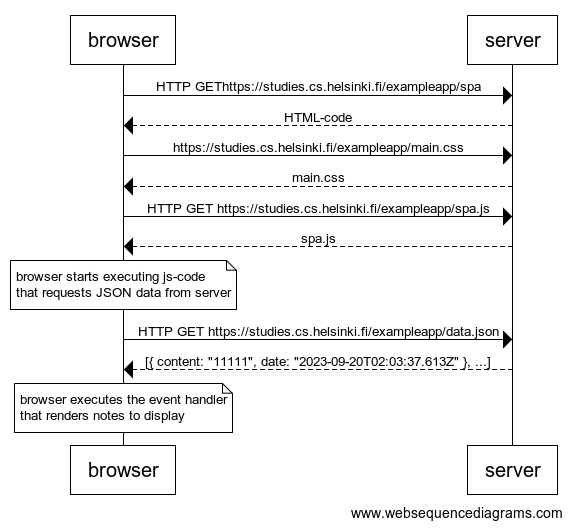 browser
server
HTTP GEThttps://studies.cs.helsinki.fi/exampleapp/spa
HTML-code
https://studies.cs.helsinki.fi/exampleapp/main.css
main.css
HTTP GET https://studies.cs.helsinki.fi/exampleapp/spa.js
spa.js
browser starts executing js-code
that requests JSON data from server
HTTP GET https://studies.cs.helsinki.fi/exampleapp/data.json
[{ content: "11111", date: "2023-09-20T02:03:37.613Z" }, ...]
browser executes the event handler
that renders notes to display
browser
server
www.websequencediagrams.com